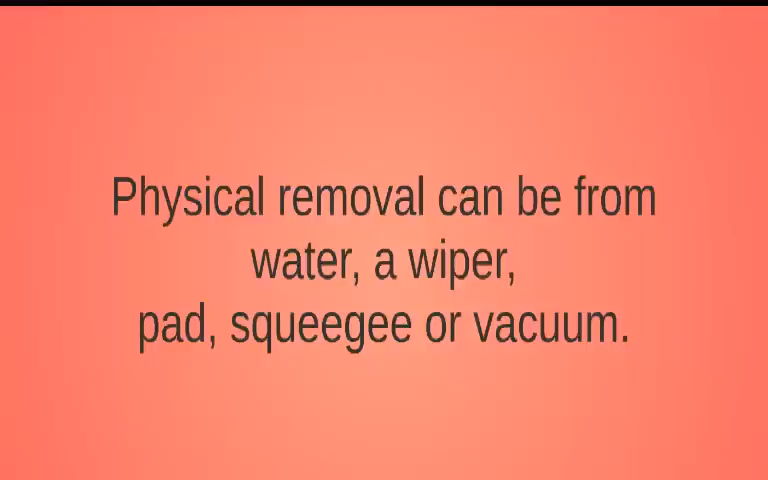 Physical removal can be from
water, a wiper,
pad, squeegee or vacuum.